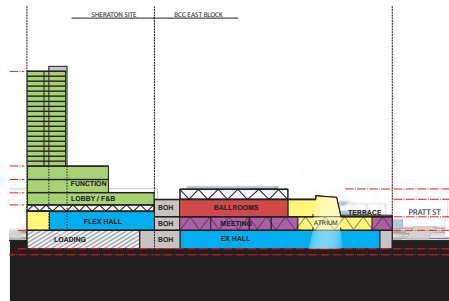 SHERATON SITE
BCC EAST BLOCK
FUNCTION
LOBBY / F&B
BOH
BALLROOMS
TERRACE
PRATT ST
FLEX HALL
BOH
MEETING
ATRIUM
LOADING
BOH
EX HALL